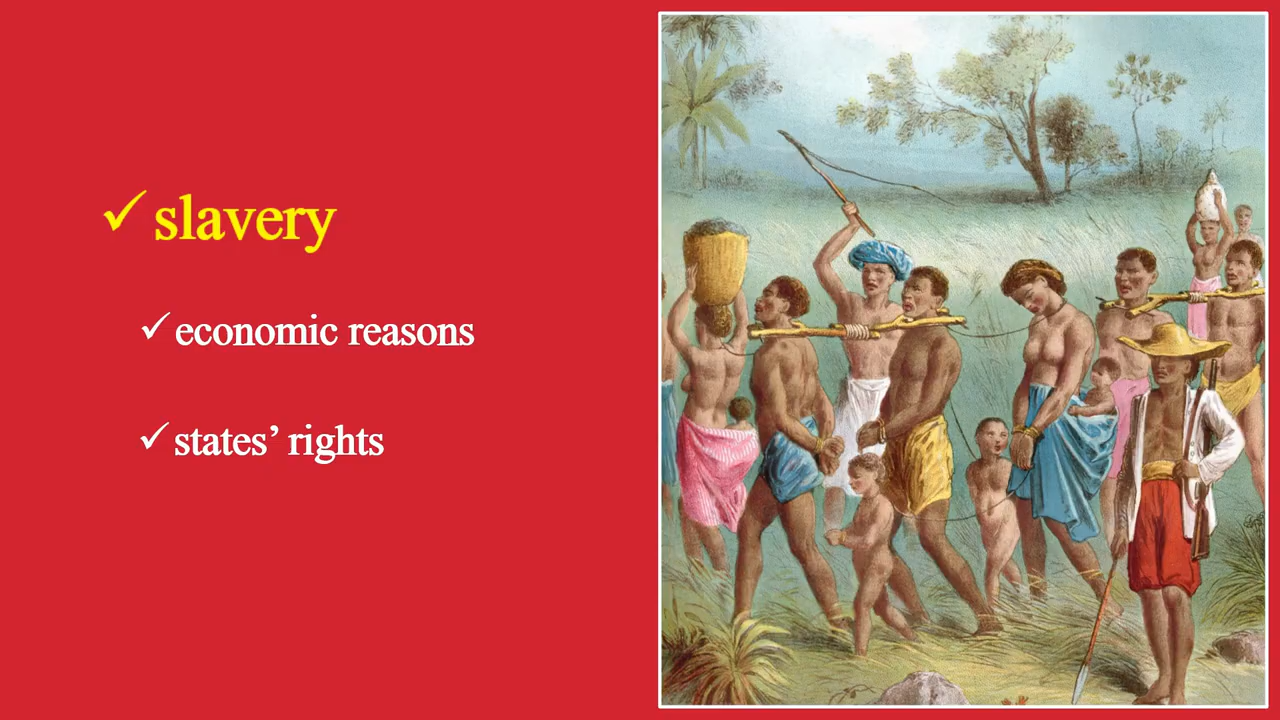 ✓ slavery
✓ economic reasons
✓ states’ rights